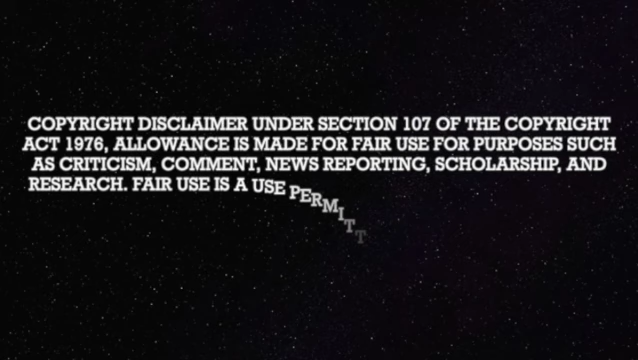 COPYRIGHT DISCLAIMER UNDER SECTION 107 OF THE COPYRIGHT
ACT 1976, ALLOWANCE IS MADE FOR FAIR USE FOR PURPOSES SUCH
AS CRITICISM, COMMENT, NEWS REPORTING, SCHOLARSHIP, AND
RESEARCH. FAIR USE IS A USE PERMITT